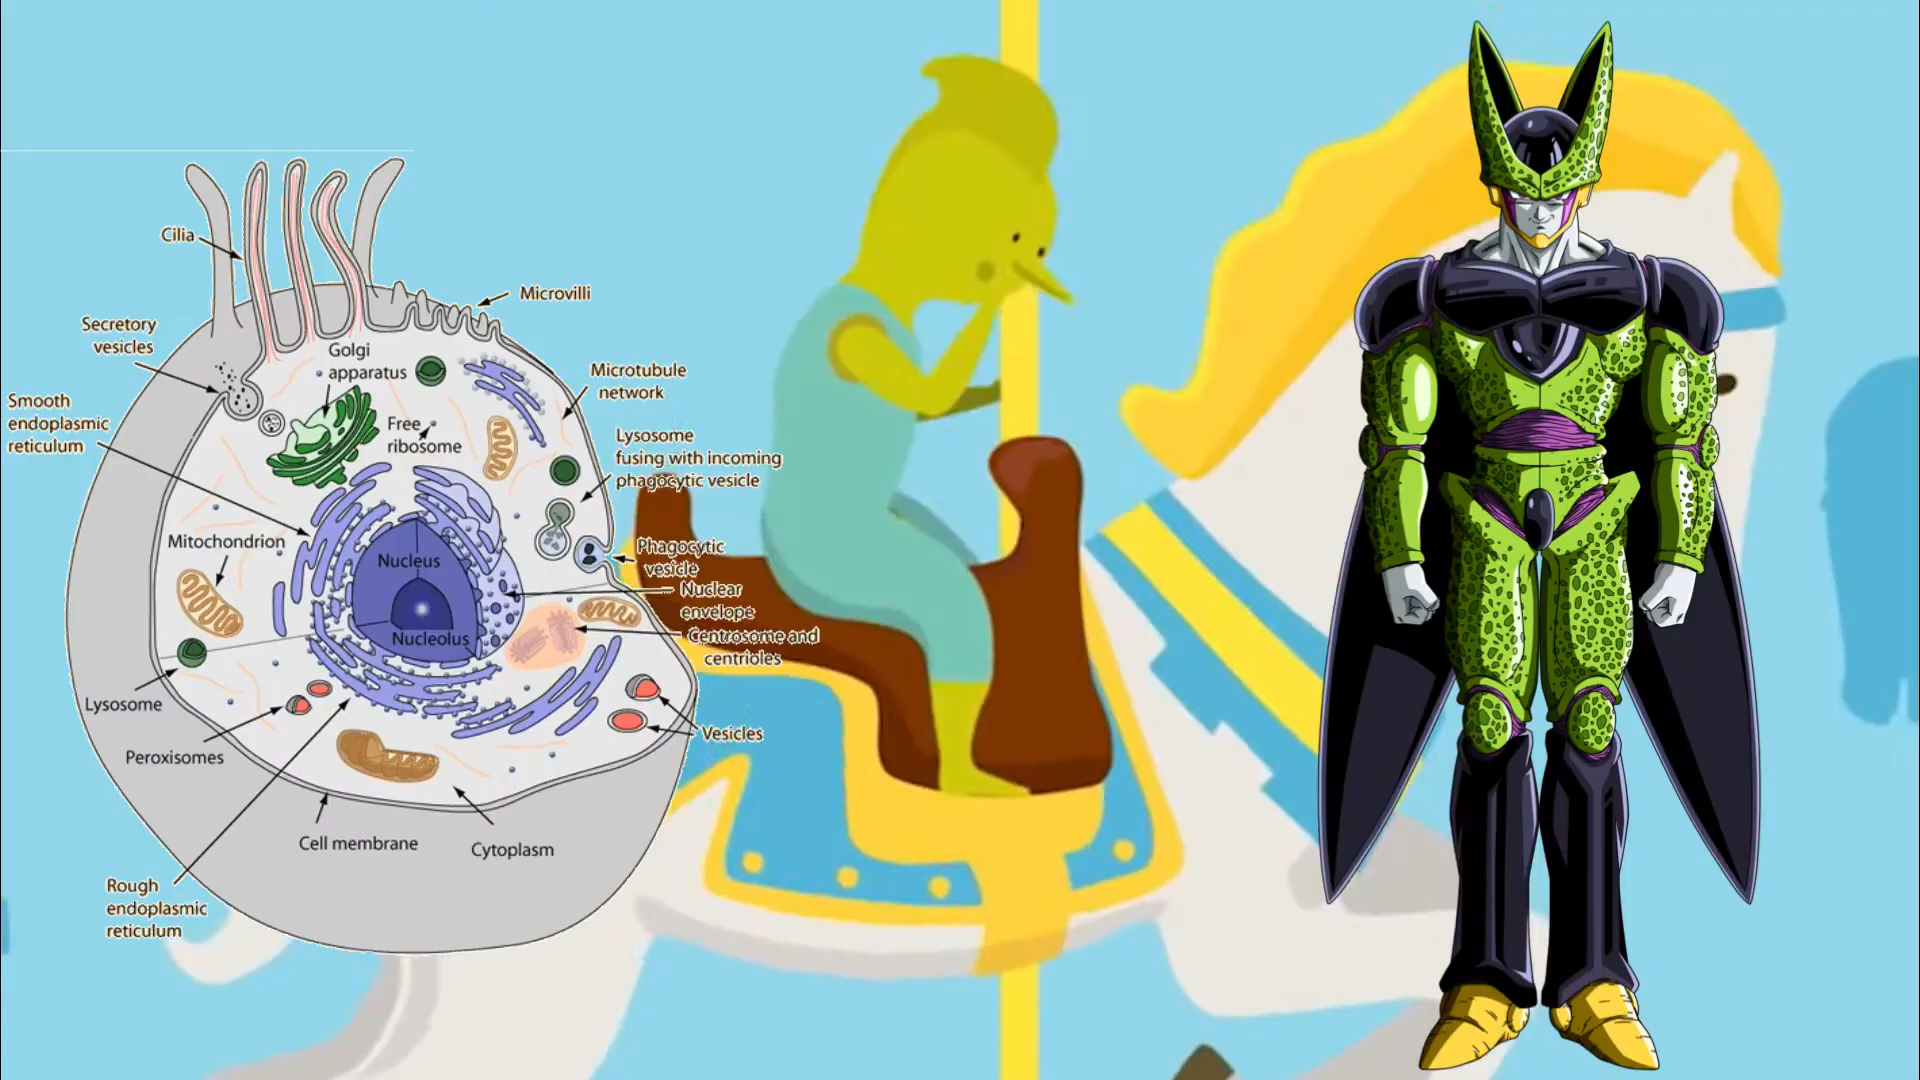 Cilia
Microvilli
Secretory
vesicles
Golgi
apparatus
Microtubule
network
Smooth
endoplasmic
reticulum
Free
ribosome
Lysosome
fusing with incoming
phagocytic vesicle
Mitochondrion
Nucleus
Phagocytic
vesicle
Nuclear
envelope
Nucleolus
Centrosome and
centrioles
Lysosome
Vesicles
Peroxisomes
Cell membrane
Cytoplasm
Rough
endoplasmic
reticulum